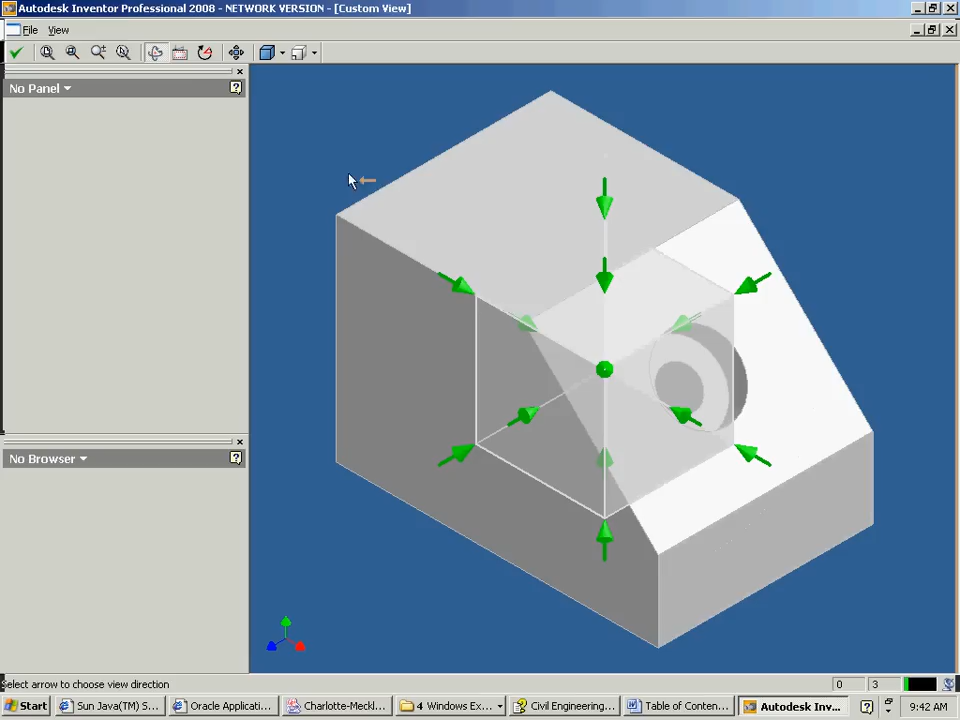 Autodesk Inventor Professional 2008 - NETWORK VERSION - [Custom View]
File View
No Panel
No Browser
Select arrow to choose view direction
0 3
Start Sun Java(TM) S... Oracle Applicati... Charlotte-Meckl... 4 Windows Ex... Civil Engineering... Table of Conten... Autodesk Inv... 9:42 AM